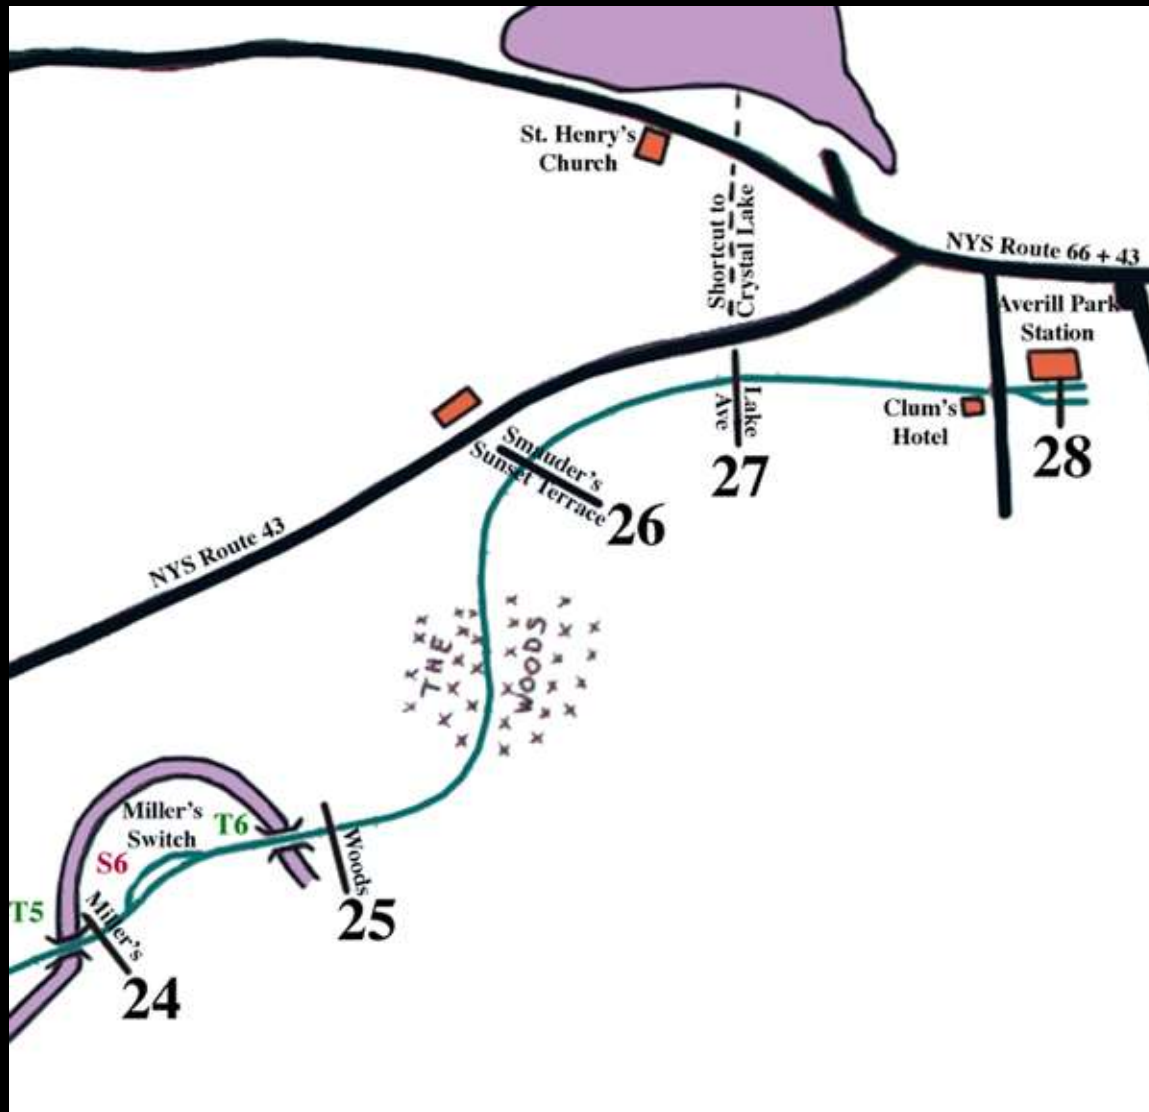 St. Henry's
Church
Shortcut to
Crystal Lake
NYS Route 66 + 43
Averill Park
Station
Clum's
Hotel
28
Lake
Ave
27
Smauder's
Sunset Terrace
26
NYS Route 43
THE
WOODS
Miller's
Switch
T6
S6
Woods
25
T5
Miller's
24